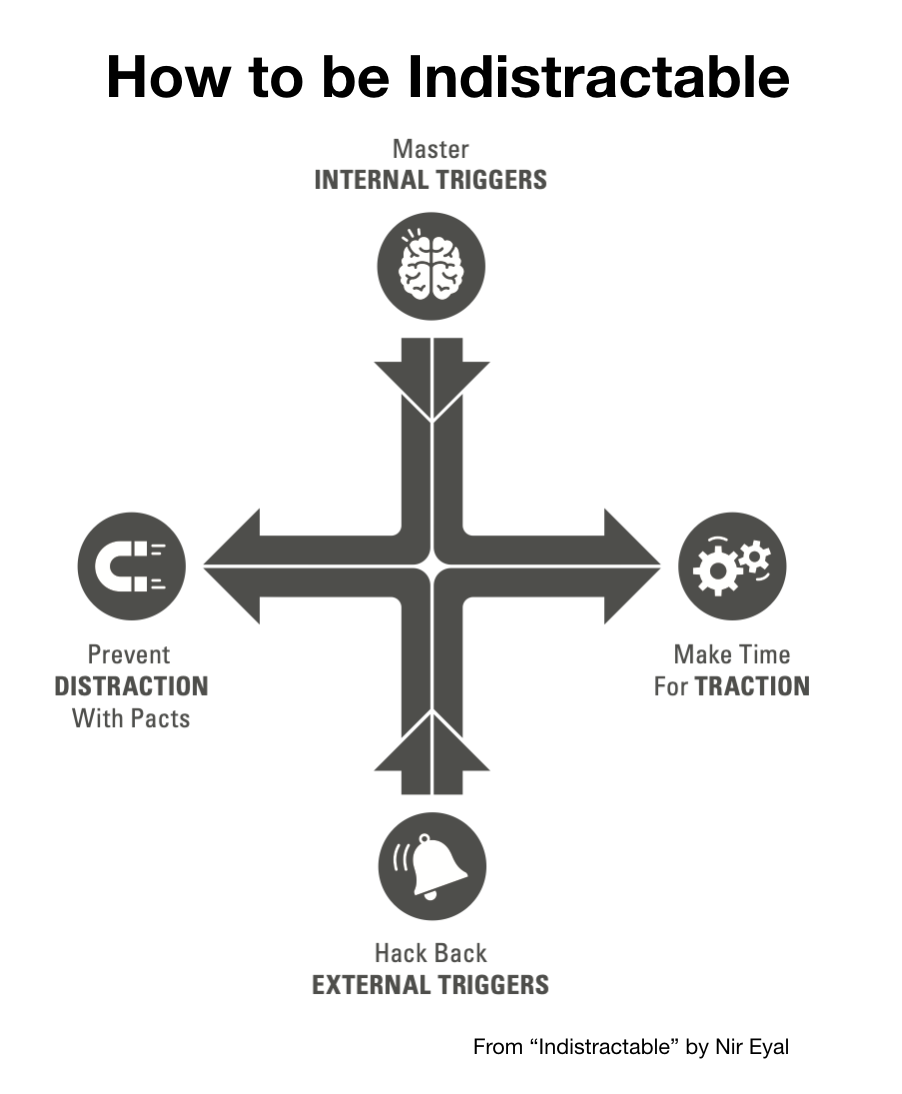 How to be Indistractable
Master
INTERNAL TRIGGERS
Prevent
DISTRACTION
With Pacts
Make Time
For TRACTION
Hack Back
EXTERNAL TRIGGERS
From “Indistractable” by Nir Eyal